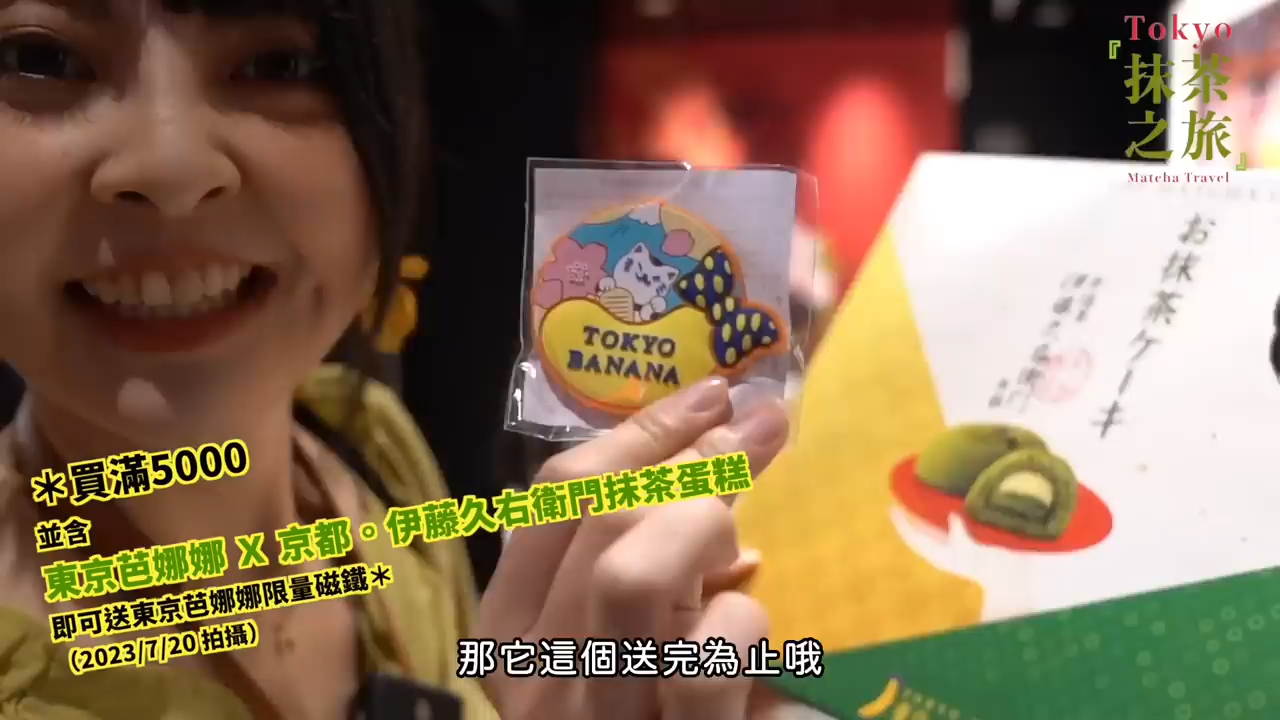 Tokyo
『抹茶
之旅』
Matcha Travel
TOKYO
BANANA
お抹茶ケーキ
＊買滿5000
並含
東京芭娜娜 X 京都。伊藤久右衛門抹茶蛋糕
即可送東京芭娜娜限量磁鐵＊
（2023/7/20 拍攝）
那它這個送完為止哦